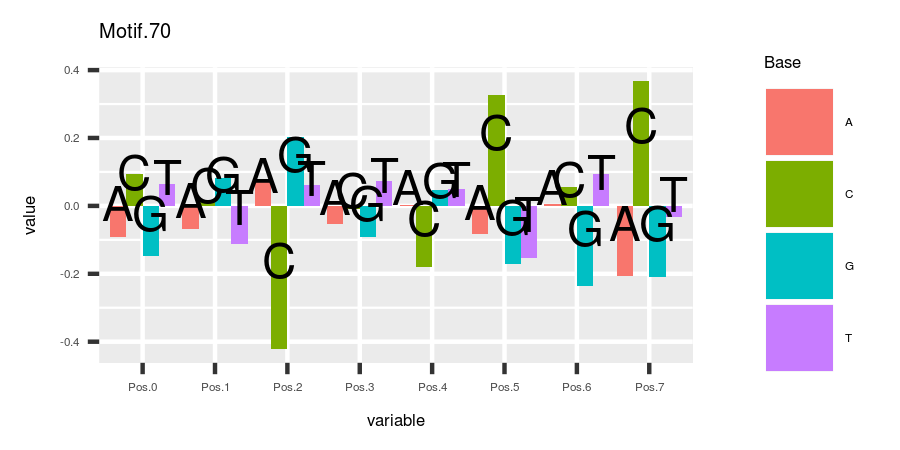 Motif.70
Base
0.4
0.2
0.0
-0.2
-0.4
value
A C G T A C G T A C G T A C G T A C G T A C G T A C G T A C G T
Pos.0 Pos.1 Pos.2 Pos.3 Pos.4 Pos.5 Pos.6 Pos.7
variable
A
C
G
T